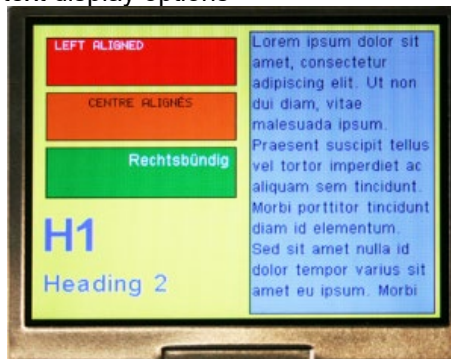 text display options
LEFT ALIGNED
CENTRE ALIGNÉS
Rechtsbündig
H1
Heading 2
Lorem ipsum dolor sit
amet, consectetur
adipiscing elit. Ut non
dui diam, vitae
malesuada ipsum.
Praesent suscipit tellus
vel tortor imperdiet ac
aliquam sem tincidunt.
Morbi porttitor tincidunt
diam id elementum.
Sed sit amet nulla id
dolor tempor varius sit
amet eu ipsum. Morbi